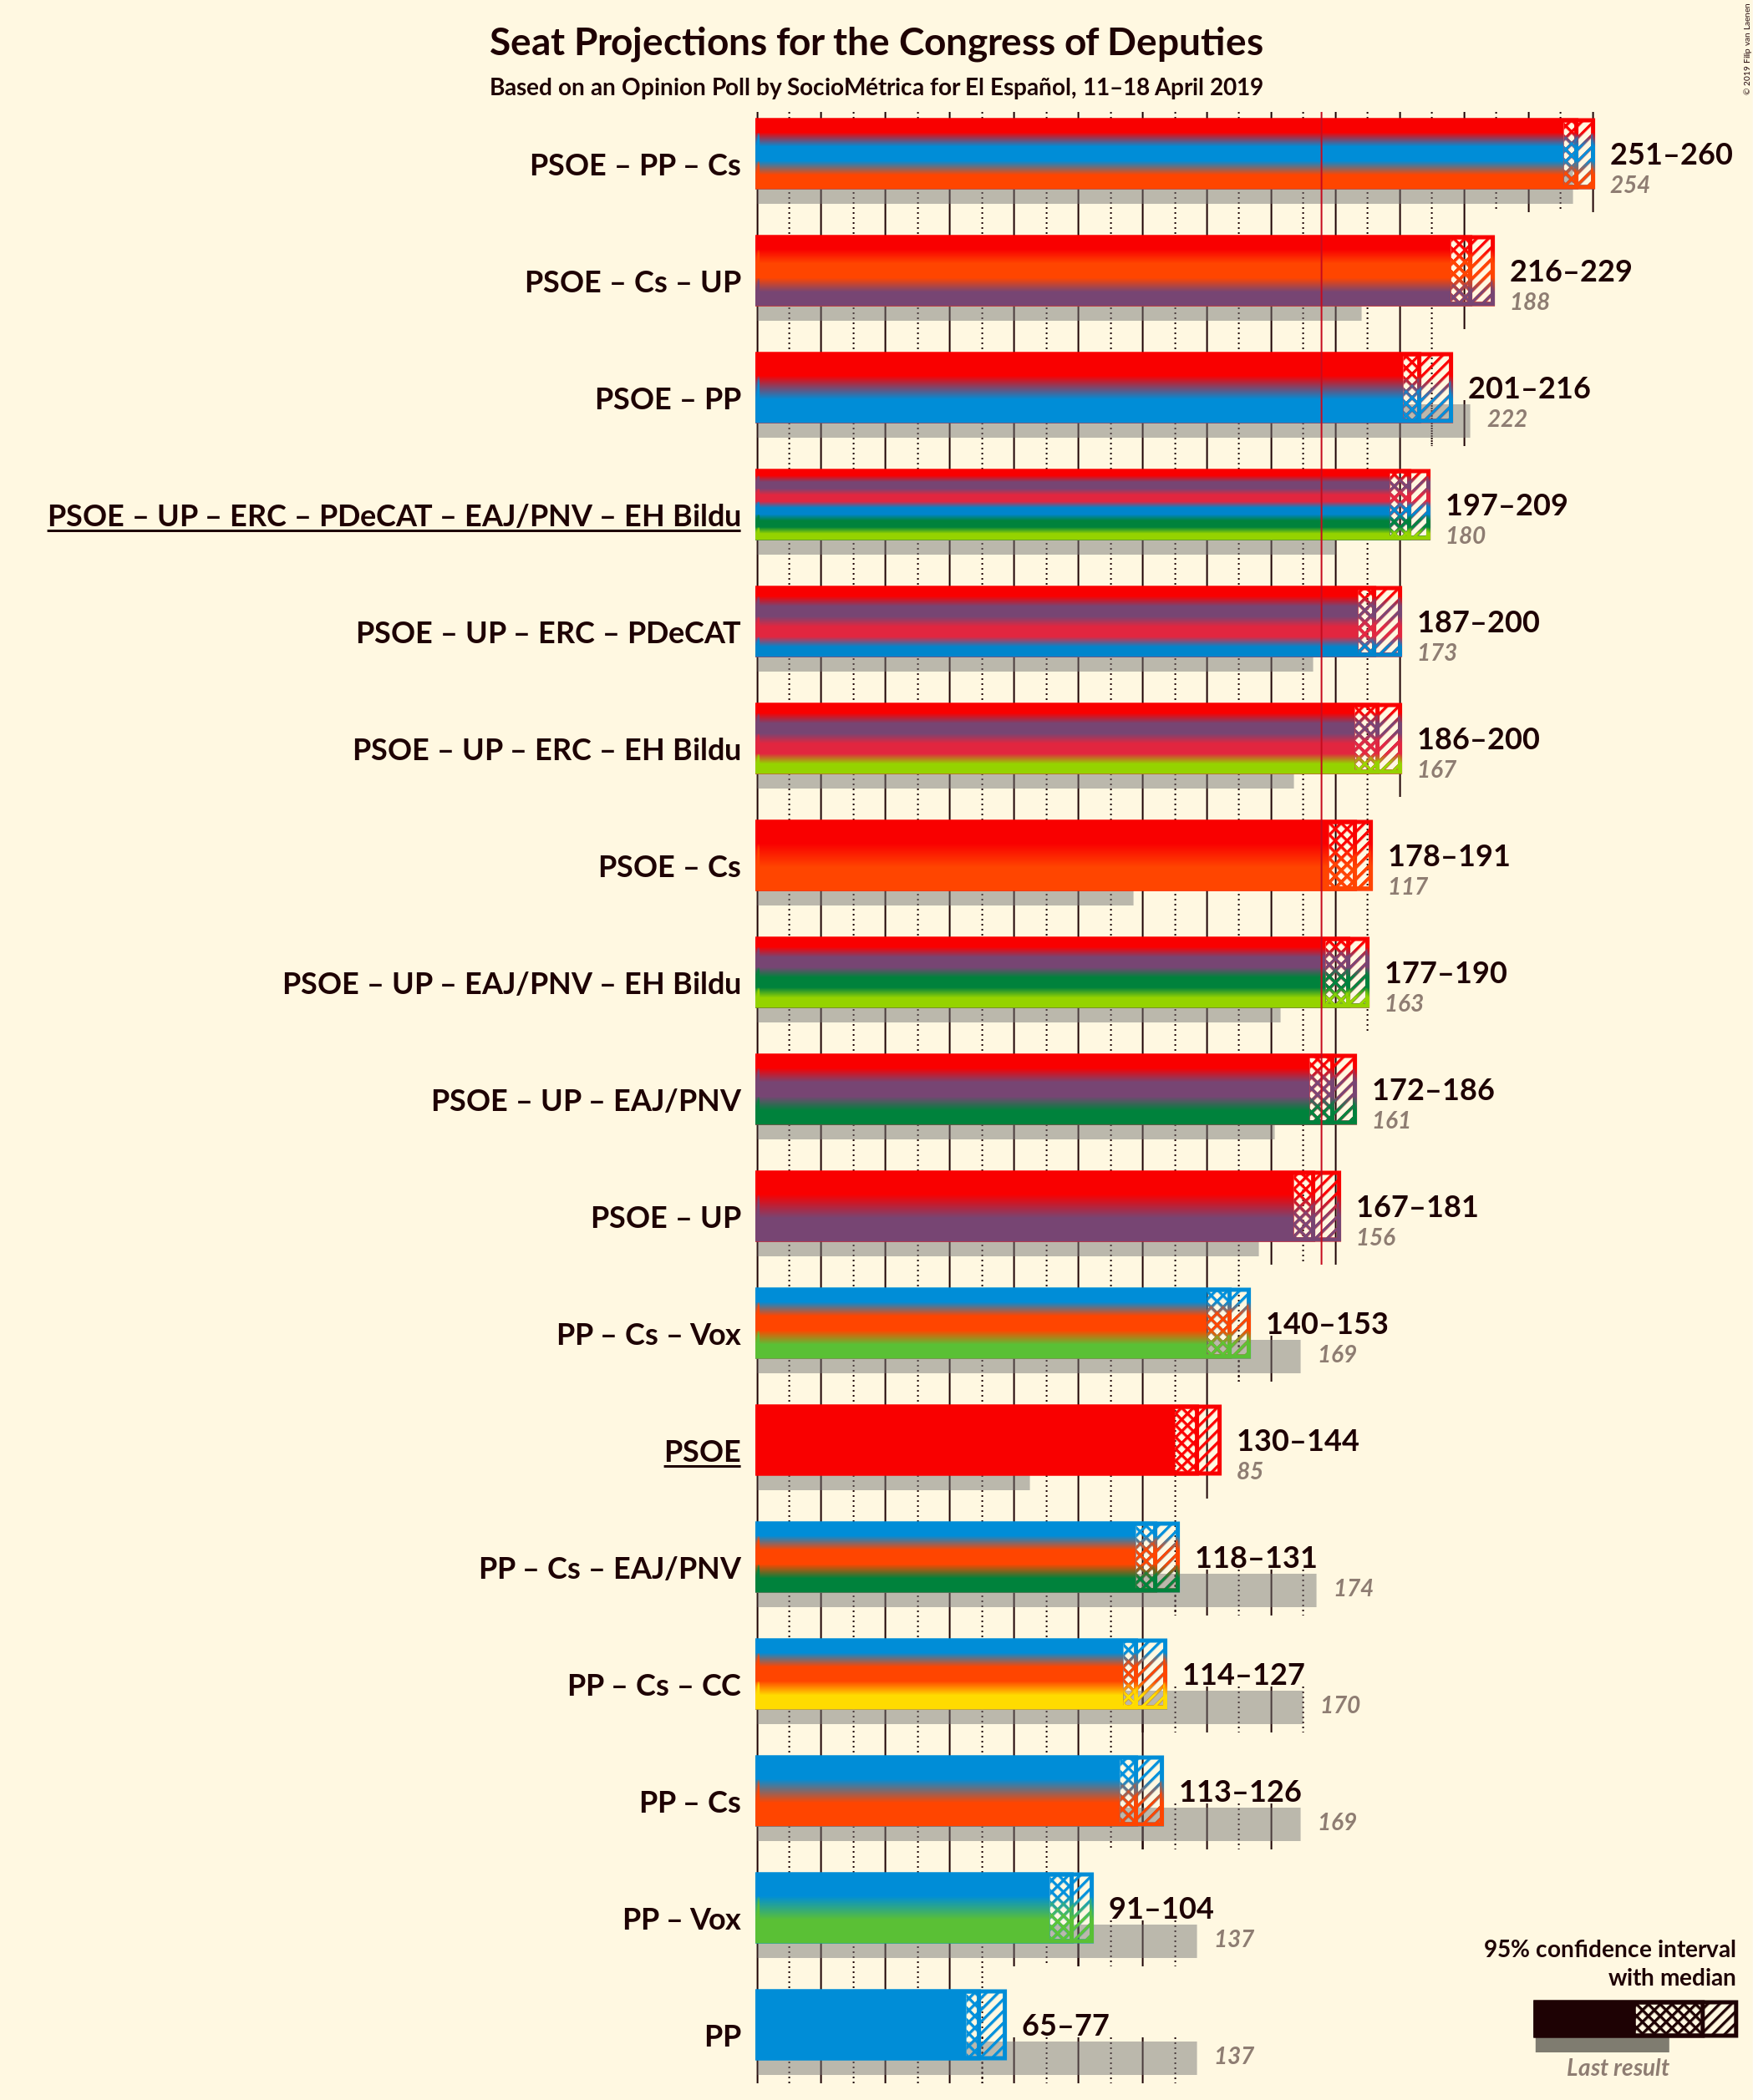 Seat Projections for the Congress of Deputies
Based on an Opinion Poll by SocioMétrica for El Español, 11–18 April 2019
© 2019 Filip van Laenen
PSOE – PP – Cs
251–260
254
PSOE – Cs – UP
216–229
188
PSOE – PP
201–216
222
PSOE – UP – ERC – PDeCAT – EAJ/PNV – EH Bildu
197–209
180
PSOE – UP – ERC – PDeCAT
187–200
173
PSOE – UP – ERC – EH Bildu
186–200
167
PSOE – Cs
178–191
117
PSOE – UP – EAJ/PNV – EH Bildu
177–190
163
PSOE – UP – EAJ/PNV
172–186
161
PSOE – UP
167–181
156
PP – Cs – Vox
140–153
169
PSOE
130–144
85
PP – Cs – EAJ/PNV
118–131
174
PP – Cs – CC
114–127
170
PP – Cs
113–126
169
PP – Vox
91–104
137
PP
65–77
137
95% confidence interval
with median
Last result